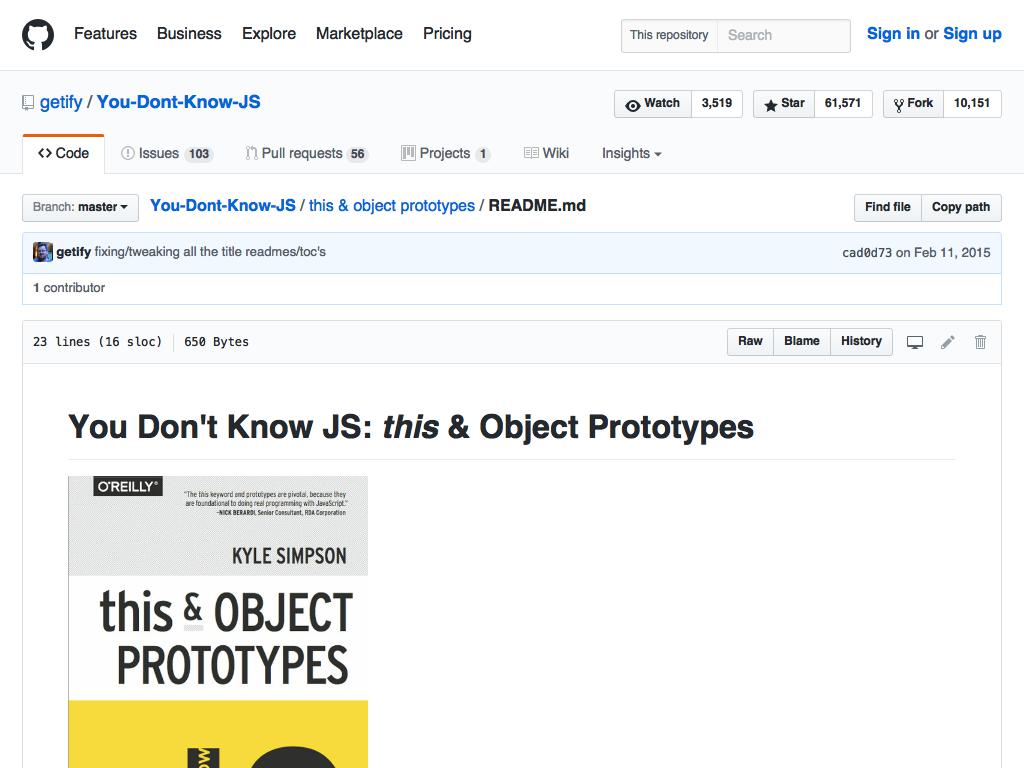 Features Business Explore Marketplace Pricing This repository Search Sign in or Sign up
getify / You-Dont-Know-JS Watch 3,519 Star 61,571 Fork 10,151
Code Issues 103 Pull requests 56 Projects 1 Wiki Insights
Branch: master You-Dont-Know-JS / this & object prototypes / README.md Find file Copy path
getify fixing/tweaking all the title readmes/toc's cad0d73 on Feb 11, 2015
1 contributor
23 lines (16 sloc) 650 Bytes Raw Blame History
You Don't Know JS: this & Object Prototypes
O'REILLY®
"The this keyword and prototypes are pivotal, because they
are foundational to doing real programming with JavaScript."
-NICK BERARDI, Senior Consultant, RDA Corporation
KYLE SIMPSON
this & OBJECT
PROTOTYPES